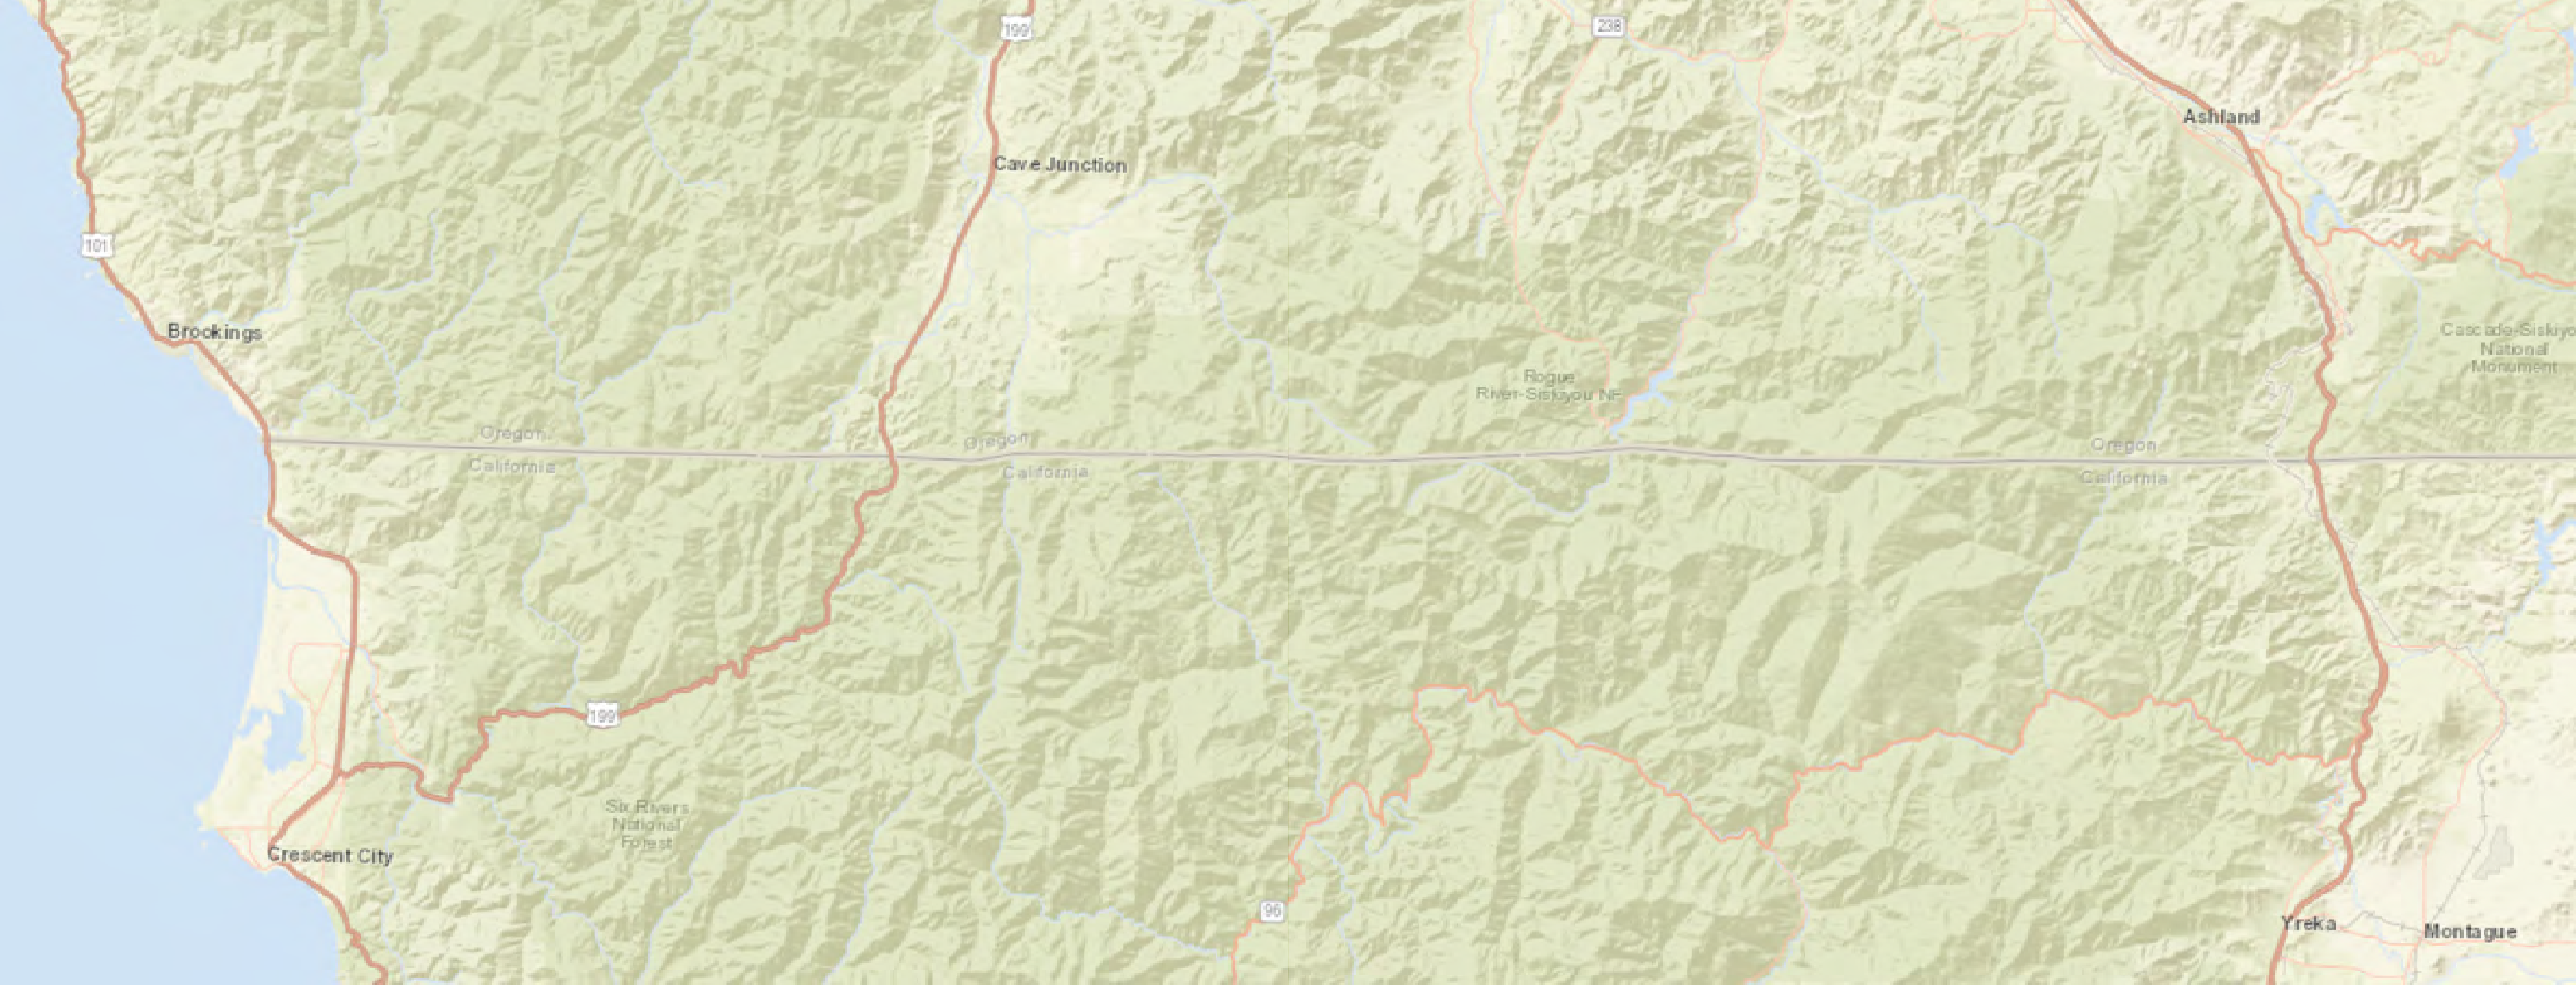 199
238
Ashland
Cave Junction
101
Brookings
Cascade-Siskiyo
National
Monument
Rogue
River-Siskiyou NF
Oregon
California
Oregon
California
Oregon
California
199
Six Rivers
National
Forest
Crescent City
96
Yreka
Montague